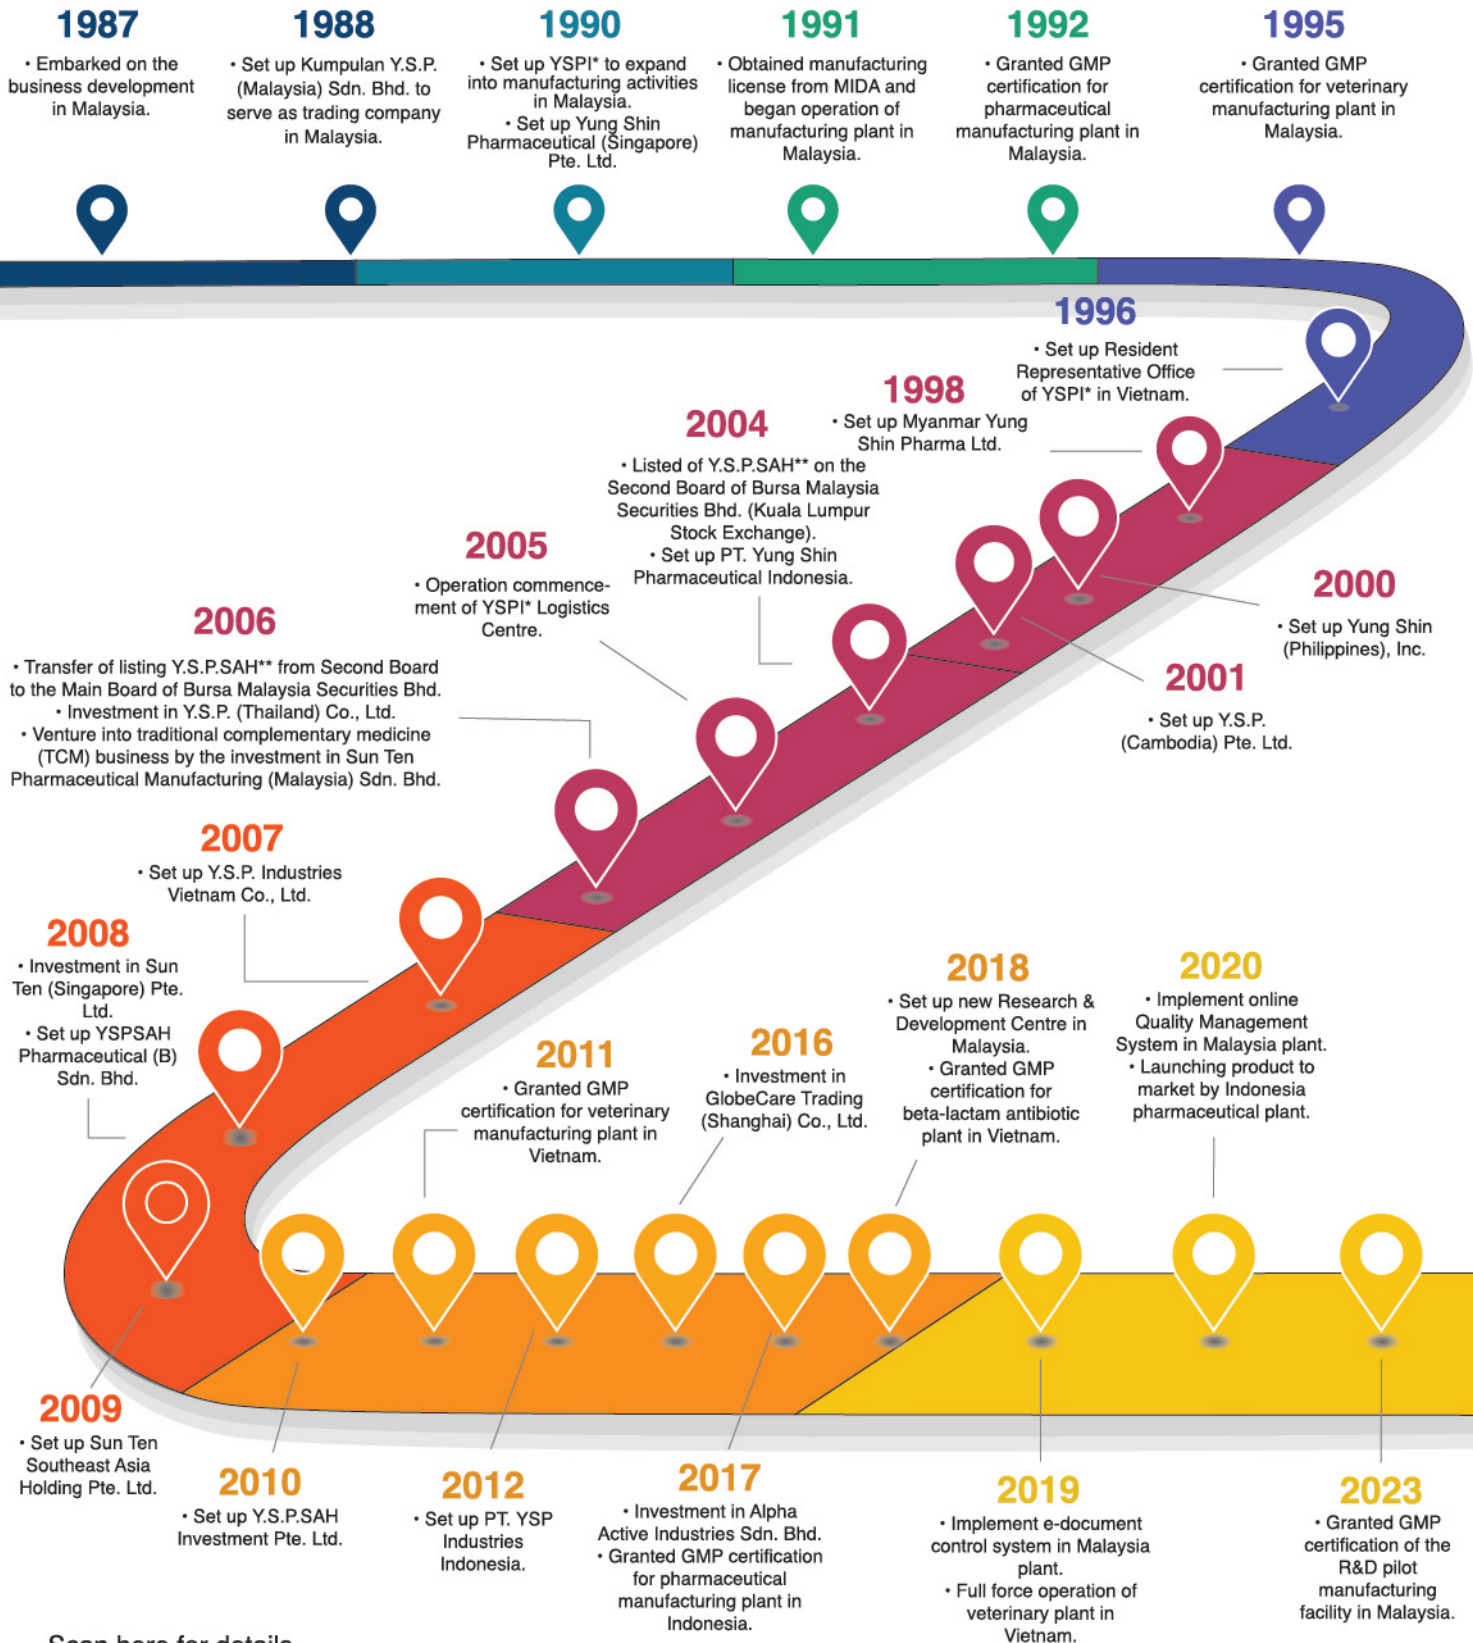 1987
• Embarked on the
business development
in Malaysia.
1988
• Set up Kumpulan Y.S.P.
(Malaysia) Sdn. Bhd. to
serve as trading company
in Malaysia.
1990
• Set up YSPI* to expand
into manufacturing activities
in Malaysia.
• Set up Yung Shin
Pharmaceutical (Singapore)
Pte. Ltd.
1991
• Obtained manufacturing
license from MIDA and
began operation of
manufacturing plant in
Malaysia.
1992
• Granted GMP
certification for
pharmaceutical
manufacturing plant in
Malaysia.
1995
• Granted GMP
certification for veterinary
manufacturing plant in
Malaysia.
1996
• Set up Resident
Representative Office
of YSPI* in Vietnam.
1998
• Set up Myanmar Yung
Shin Pharma Ltd.
2000
• Set up Yung Shin
(Philippines), Inc.
2001
• Set up Y.S.P.
(Cambodia) Pte. Ltd.
2004
• Listed of Y.S.P.SAH** on the
Second Board of Bursa Malaysia
Securities Bhd. (Kuala Lumpur
Stock Exchange).
• Set up PT. Yung Shin
Pharmaceutical Indonesia.
2005
• Operation commence-
ment of YSPI* Logistics
Centre.
2006
• Transfer of listing Y.S.P.SAH** from Second Board
to the Main Board of Bursa Malaysia Securities Bhd.
• Investment in Y.S.P. (Thailand) Co., Ltd.
• Venture into traditional complementary medicine
(TCM) business by the investment in Sun Ten
Pharmaceutical Manufacturing (Malaysia) Sdn. Bhd.
2007
• Set up Y.S.P. Industries
Vietnam Co., Ltd.
2008
• Investment in Sun
Ten (Singapore) Pte.
Ltd.
• Set up YSPSAH
Pharmaceutical (B)
Sdn. Bhd.
2009
• Set up Sun Ten
Southeast Asia
Holding Pte. Ltd.
2010
• Set up Y.S.P.SAH
Investment Pte. Ltd.
2011
• Granted GMP
certification for veterinary
manufacturing plant in
Vietnam.
2012
• Set up PT. YSP
Industries
Indonesia.
2016
• Investment in
GlobeCare Trading
(Shanghai) Co., Ltd.
2017
• Investment in Alpha
Active Industries Sdn. Bhd.
• Granted GMP certification
for pharmaceutical
manufacturing plant in
Indonesia.
2018
• Set up new Research &
Development Centre in
Malaysia.
• Granted GMP
certification for
beta-lactam antibiotic
plant in Vietnam.
2019
• Implement e-document
control system in Malaysia
plant.
• Full force operation of
veterinary plant in
Vietnam.
2020
• Implement online
Quality Management
System in Malaysia plant.
• Launching product to
market by Indonesia
pharmaceutical plant.
2023
• Granted GMP
certification of the
R&D pilot
manufacturing
facility in Malaysia.
Scan here for details